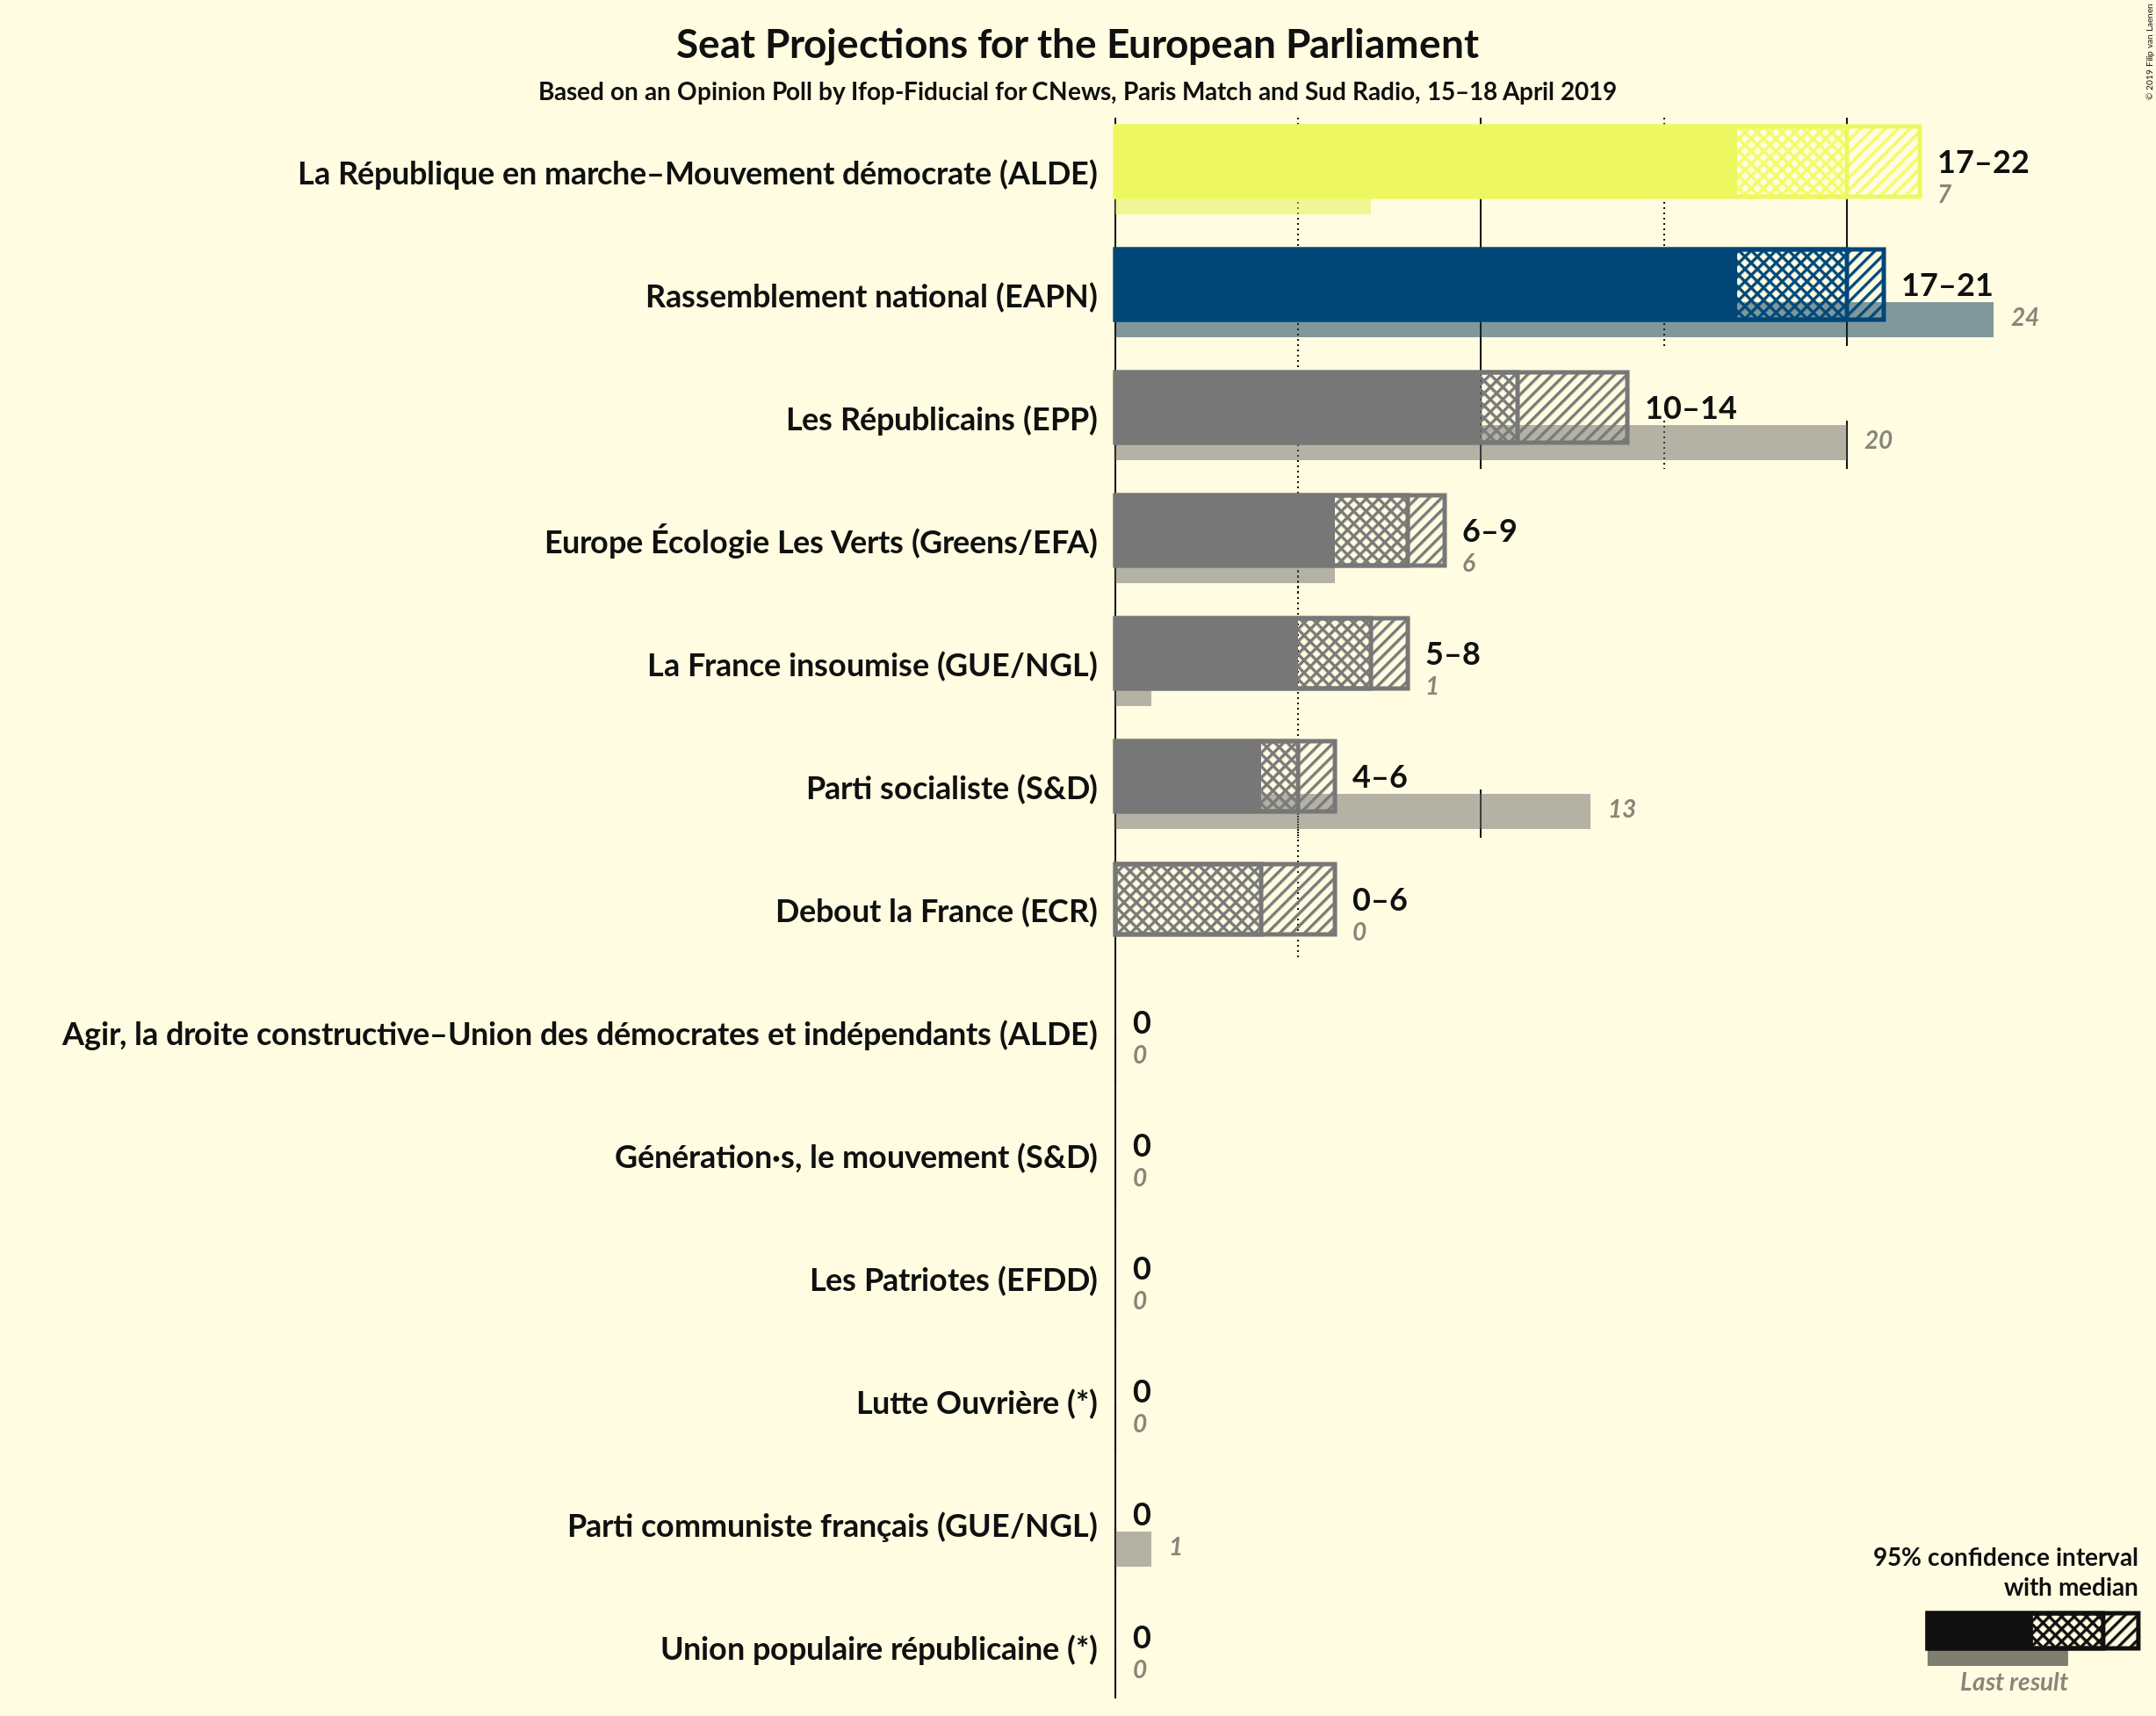 Seat Projections for the European Parliament
Based on an Opinion Poll by Ifop-Fiducial for CNews, Paris Match and Sud Radio, 15–18 April 2019
© 2019 Filip van Laenen
La République en marche–Mouvement démocrate (ALDE)
17–22
7
Rassemblement national (EAPN)
17–21
24
Les Républicains (EPP)
10–14
20
Europe Écologie Les Verts (Greens/EFA)
6–9
6
La France insoumise (GUE/NGL)
5–8
1
Parti socialiste (S&D)
4–6
13
Debout la France (ECR)
0–6
0
Agir, la droite constructive–Union des démocrates et indépendants (ALDE)
0
0
Génération·s, le mouvement (S&D)
0
0
Les Patriotes (EFDD)
0
0
Lutte Ouvrière (*)
0
0
Parti communiste français (GUE/NGL)
0
1
Union populaire républicaine (*)
0
0
95% confidence interval
with median
Last result